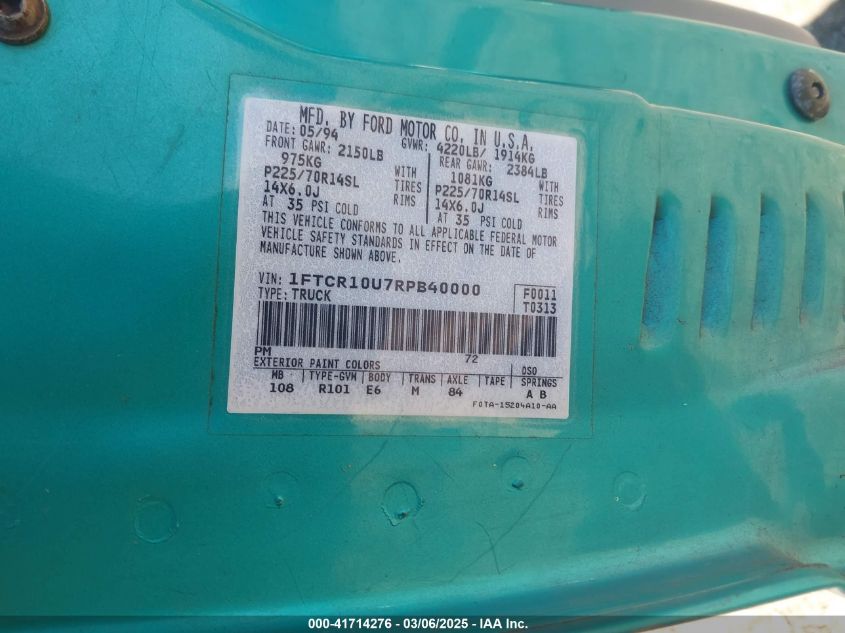 MFD. BY FORD MOTOR CO. IN U.S.A.
DATE: 05/94 GVWR: 4220LB/ 1914KG
FRONT GAWR: 2150LB REAR GAWR: 2384LB
975KG WITH 1081KG WITH
P225/70R14SL TIRES P225/70R14SL TIRES
14X6.0J RIMS 14X6.0J RIMS
AT 35 PSI COLD AT 35 PSI COLD
THIS VEHICLE CONFORMS TO ALL APPLICABLE FEDERAL MOTOR
VEHICLE SAFETY STANDARDS IN EFFECT ON THE DATE OF
MANUFACTURE SHOWN ABOVE.
VIN: 1FTCR10U7RPB40000 F0011
TYPE: TRUCK T0313
PM 72
EXTERIOR PAINT COLORS DSO
WB TYPE-GVM BODY TRANS AXLE TAPE SPRINGS
108 R101 E6 M 84 A B
F0TA-15204A10-AA
000-41714276 - 03/06/2025 - IAA Inc.